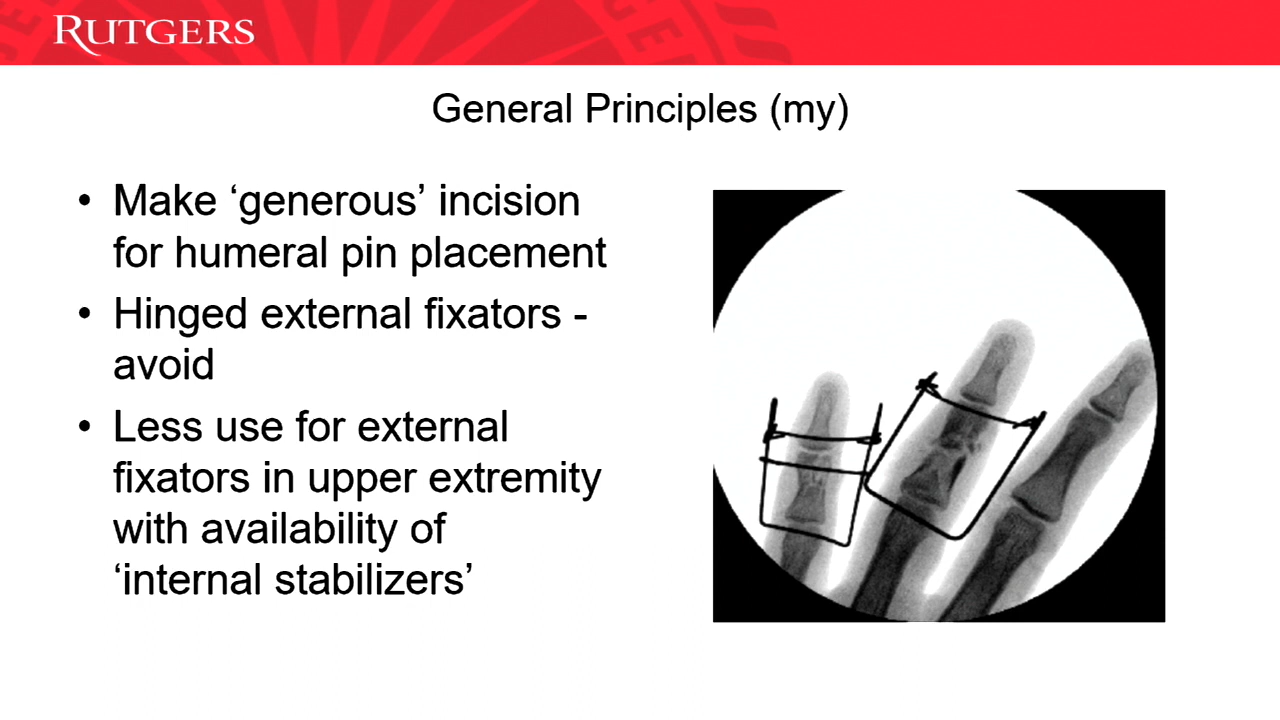 RUTGERS
General Principles (my)
• Make ‘generous’ incision
for humeral pin placement
• Hinged external fixators -
avoid
• Less use for external
fixators in upper extremity
with availability of
‘internal stabilizers’